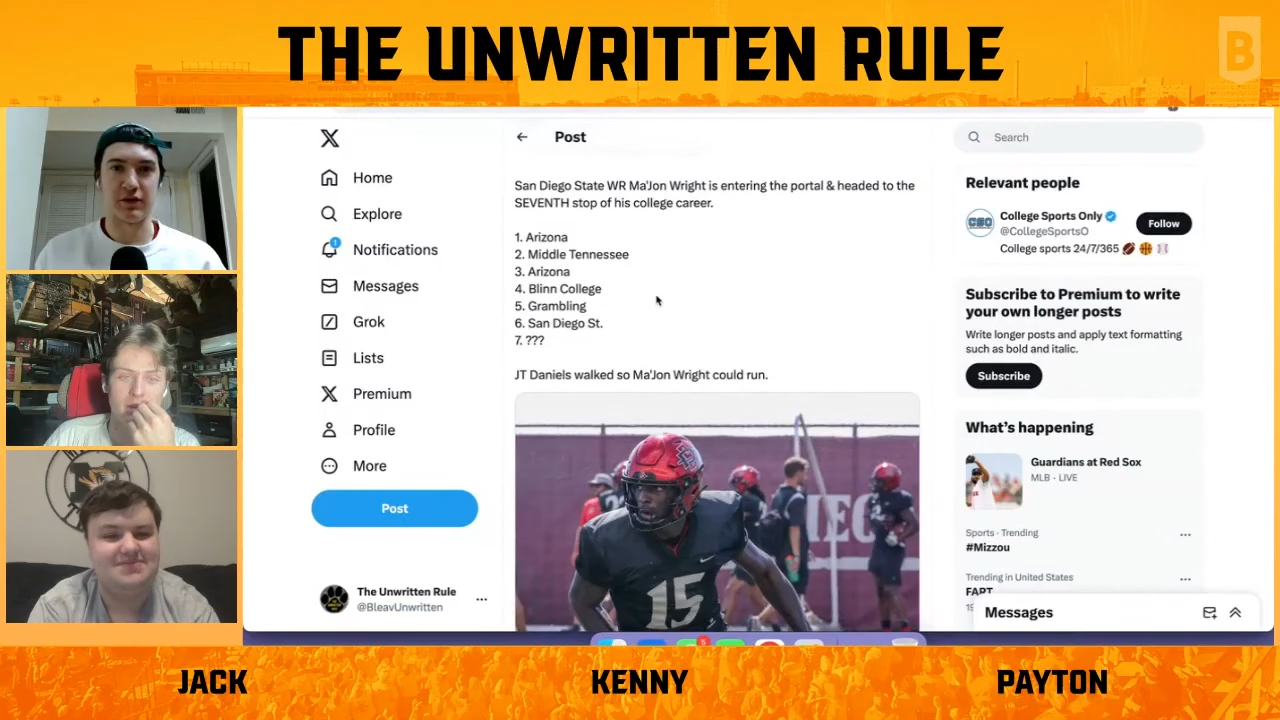 THE UNWRITTEN RULE
B
Post
Search
Home
Explore
1
Notifications
Messages
Grok
Lists
Premium
Profile
More
Post
The Unwritten Rule
@BleavUnwritten
San Diego State WR Ma'Jon Wright is entering the portal & headed to the
SEVENTH stop of his college career.
1. Arizona
2. Middle Tennessee
3. Arizona
4. Blinn College
5. Grambling
6. San Diego St.
7. ???
JT Daniels walked so Ma'Jon Wright could run.
15
Relevant people
CSO
College Sports Only
@CollegeSportsO
Follow
College sports 24/7/365
Subscribe to Premium to write
your own longer posts
Write longer posts and apply text formatting
such as bold and italic.
Subscribe
What's happening
Guardians at Red Sox
MLB · LIVE
Sports · Trending
#Mizzou
Trending in United States
FART
Messages
5
JACK
KENNY
PAYTON